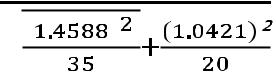 1.4588 ² (1.0421) ²
+
35 20